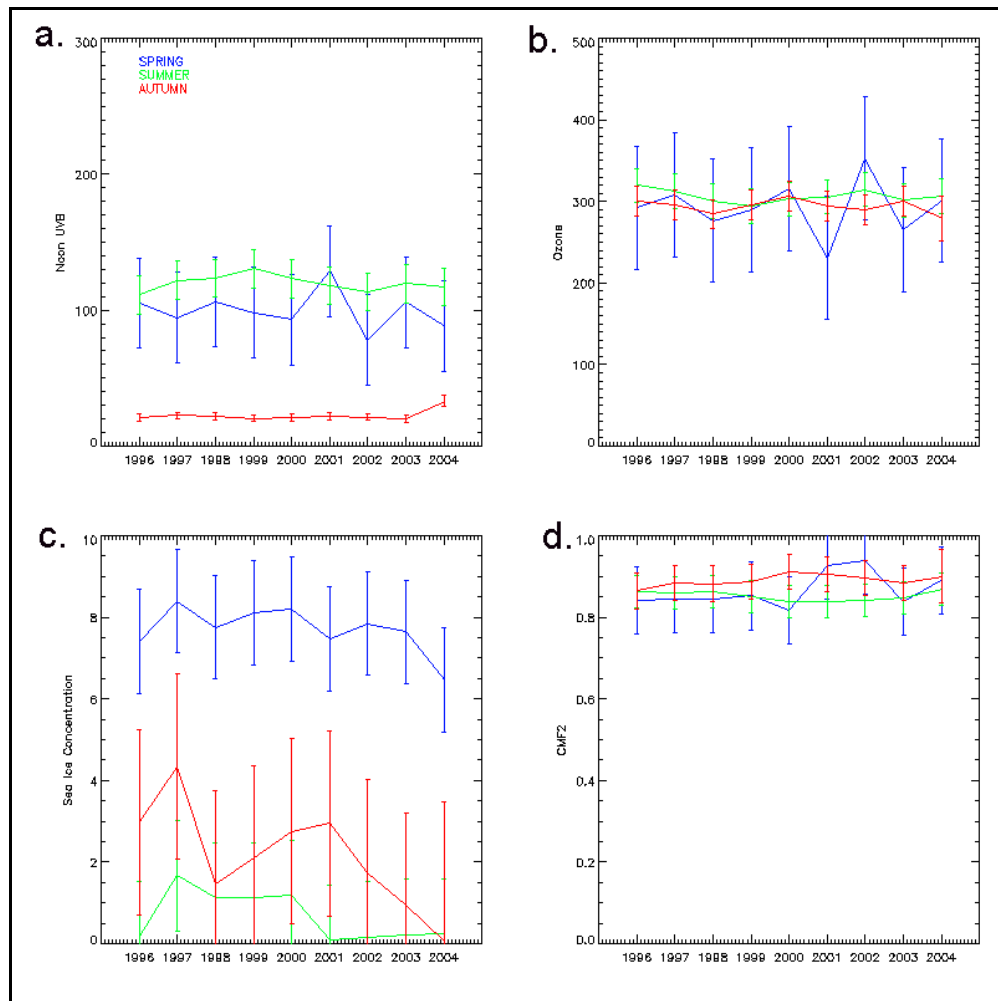 a.
300
SPRING
SUMMER
AUTUMN
200
Noon UVB
100
0
1996 1997 1998 1999 2000 2001 2002 2003 2004
b.
500
400
300
Ozone
200
100
0
1996 1997 1998 1999 2000 2001 2002 2003 2004
c.
10
8
6
Sea Ice Concentration
4
2
0
1996 1997 1998 1999 2000 2001 2002 2003 2004
d.
1.0
0.8
0.6
CMF2
0.4
0.2
0.0
1996 1997 1998 1999 2000 2001 2002 2003 2004